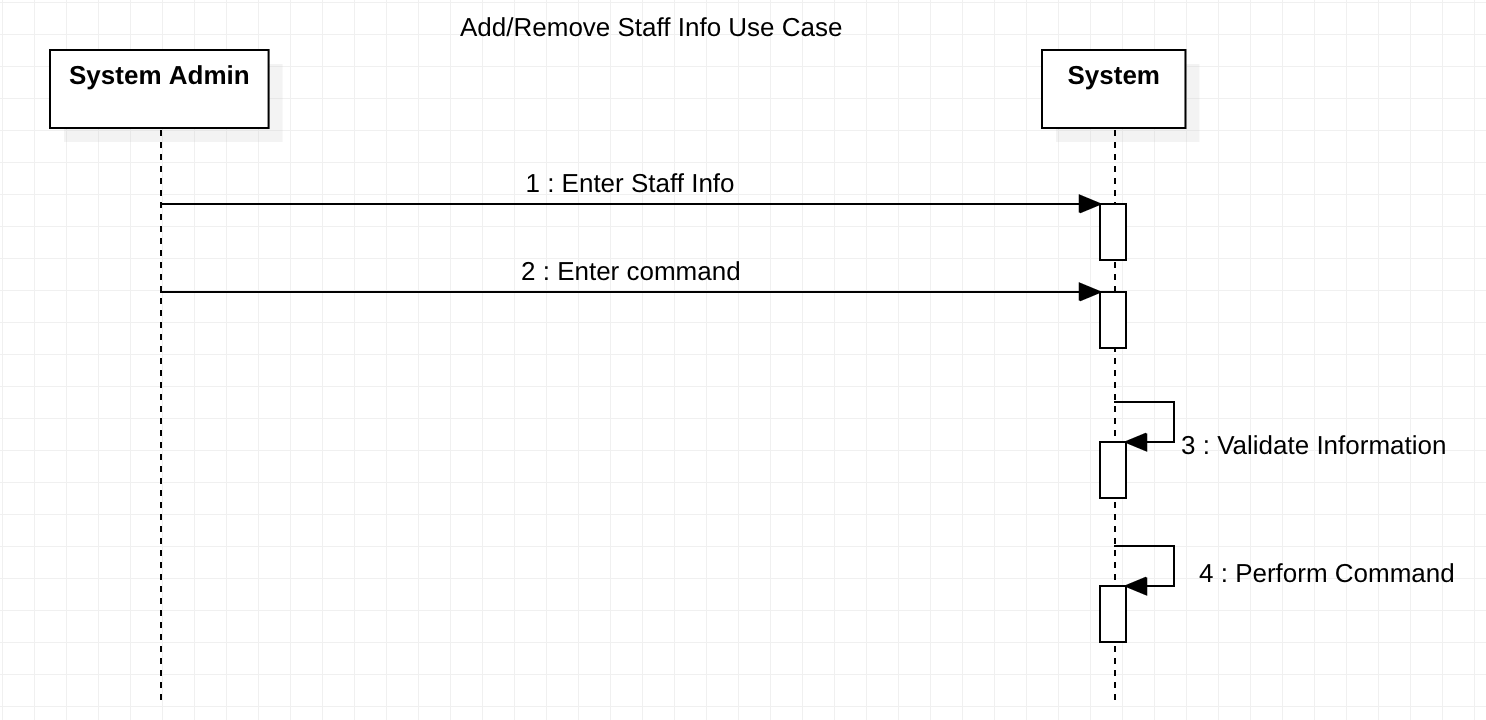 Add/Remove Staff Info Use Case
System Admin
System
1 : Enter Staff Info
2 : Enter command
3 : Validate Information
4 : Perform Command